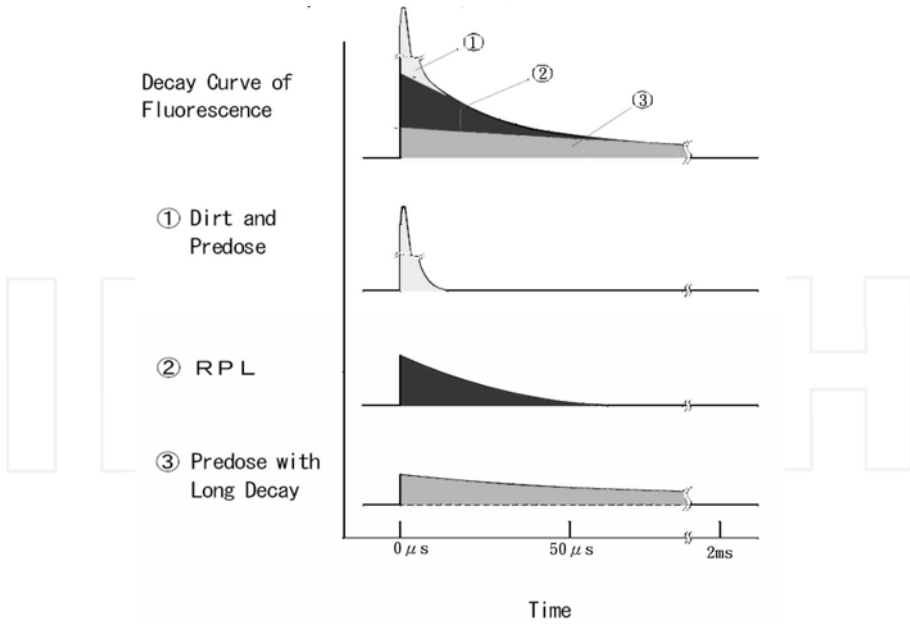 ①
②
③
Decay Curve of
Fluorescence
① Dirt and
Predose
② RPL
③ Predose with
Long Decay
0 μs
50 μs
2ms
Time